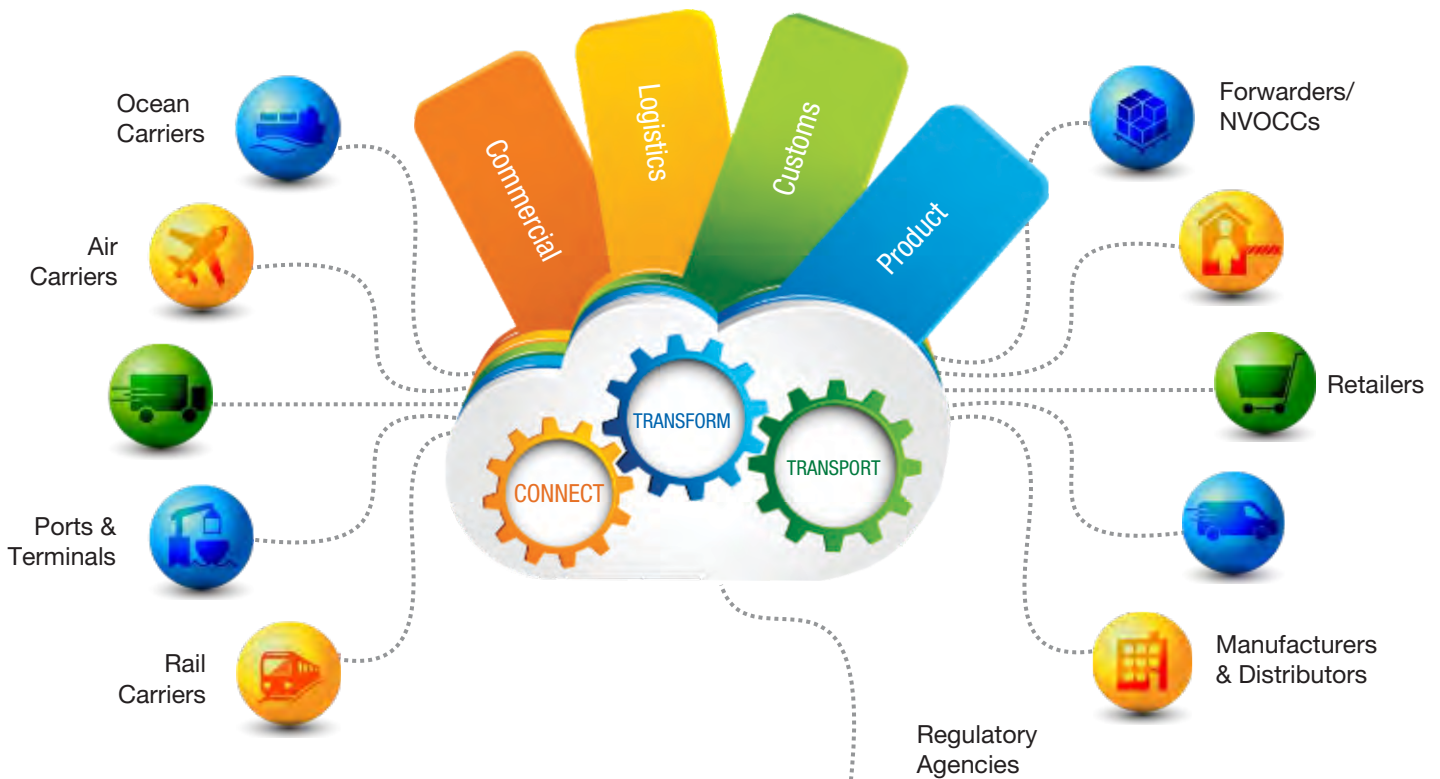 Ocean
Carriers
Air
Carriers
Ports &
Terminals
Rail
Carriers
Commercial
Logistics
Customs
Product
CONNECT
TRANSFORM
TRANSPORT
Forwarders/
NVOCCs
Retailers
Manufacturers
& Distributors
Regulatory
Agencies